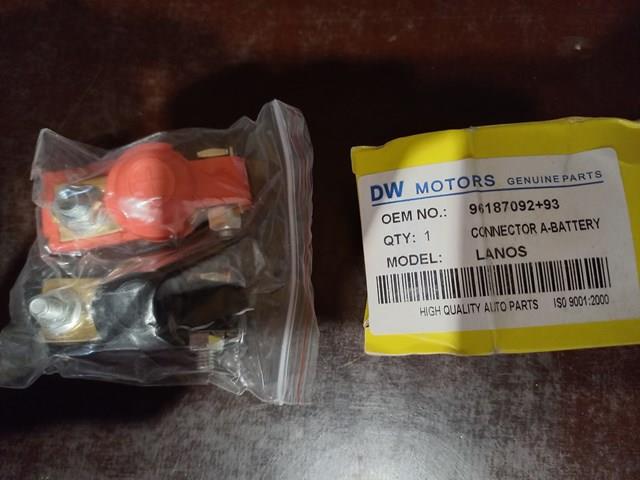 DW MOTORS GENUINE PARTS
OEM NO.: 96187092+93
QTY: 1 CONNECTOR A-BATTERY
MODEL: LANOS
HIGH QUALITY AUTO PARTS ISO 9001:2000